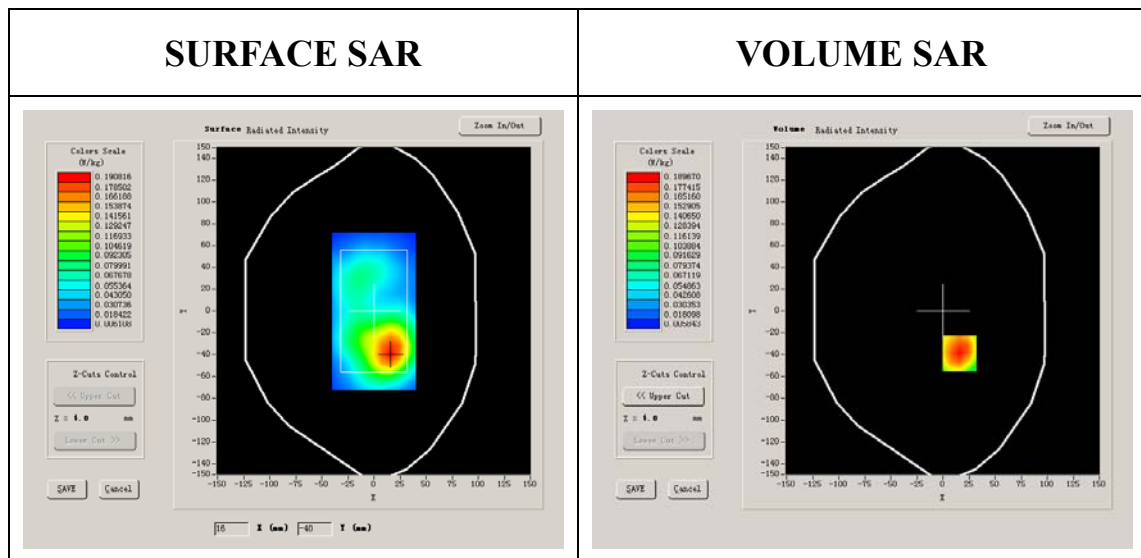 SURFACE SAR
VOLUME SAR
Surface Radiated Intensity
Zoom In/Out
Colors Scale
(W/kg)
0.190816
0.178502
0.166188
0.153874
0.141561
0.129247
0.116933
0.104619
0.092305
0.079991
0.067678
0.055364
0.043050
0.030736
0.018422
0.006108
150
140
120
100
80
60
40
20
0
-20
-40
-60
-80
-100
-120
-140
-150
Y
-150 -125 -100 -75 -50 -25 0 25 50 75 100 125 150
X
Z-Cuts Control
<< Upper Cut
Z = 4.0 mm
Lower Cut >>
SAVE
Cancel
16 X (mm) -40 Y (mm)
Volume Radiated Intensity
Zoom In/Out
Colors Scale
(W/kg)
0.189670
0.177415
0.165160
0.152905
0.140650
0.128394
0.116139
0.103884
0.091629
0.079374
0.067119
0.054863
0.042608
0.030353
0.018098
0.005843
150
140
120
100
80
60
40
20
0
-20
-40
-60
-80
-100
-120
-140
-150
Y
-150 -125 -100 -75 -50 -25 0 25 50 75 100 125 150
X
Z-Cuts Control
<< Upper Cut
Z = 4.0 mm
Lower Cut >>
SAVE
Cancel